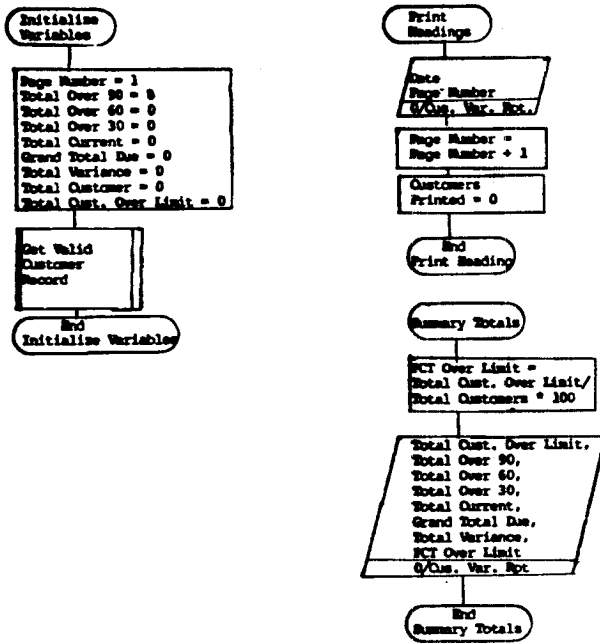 Initialize
Variables
Page Number = 1
Total Over 90 = 0
Total Over 60 = 0
Total Over 30 = 0
Total Current = 0
Grand Total Due = 0
Total Variance = 0
Total Customer = 0
Total Cust. Over Limit = 0
Get Valid
Customer
Record
End
Initialize Variables
Print
Headings
Date
Page Number
O/Cus. Var. Rpt.
Page Number =
Page Number + 1
Customers
Printed = 0
End
Print Heading
Summary Totals
PCT Over Limit =
Total Cust. Over Limit/
Total Customers * 100
Total Cust. Over Limit,
Total Over 90,
Total Over 60,
Total Over 30,
Total Current,
Grand Total Due,
Total Variance,
PCT Over Limit
O/Cus. Var. Rpt
End
Summary Totals